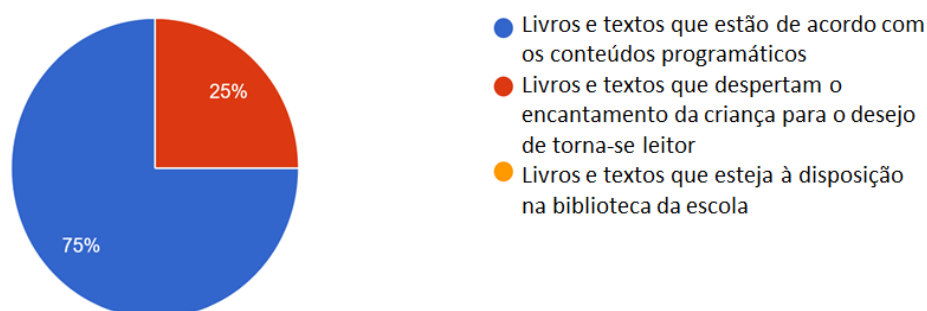 Livros e textos que estão de acordo com
os conteúdos programáticos
Livros e textos que despertam o
encantamento da criança para o desejo
de torna-se leitor
Livros e textos que esteja à disposição
na biblioteca da escola
25%
75%